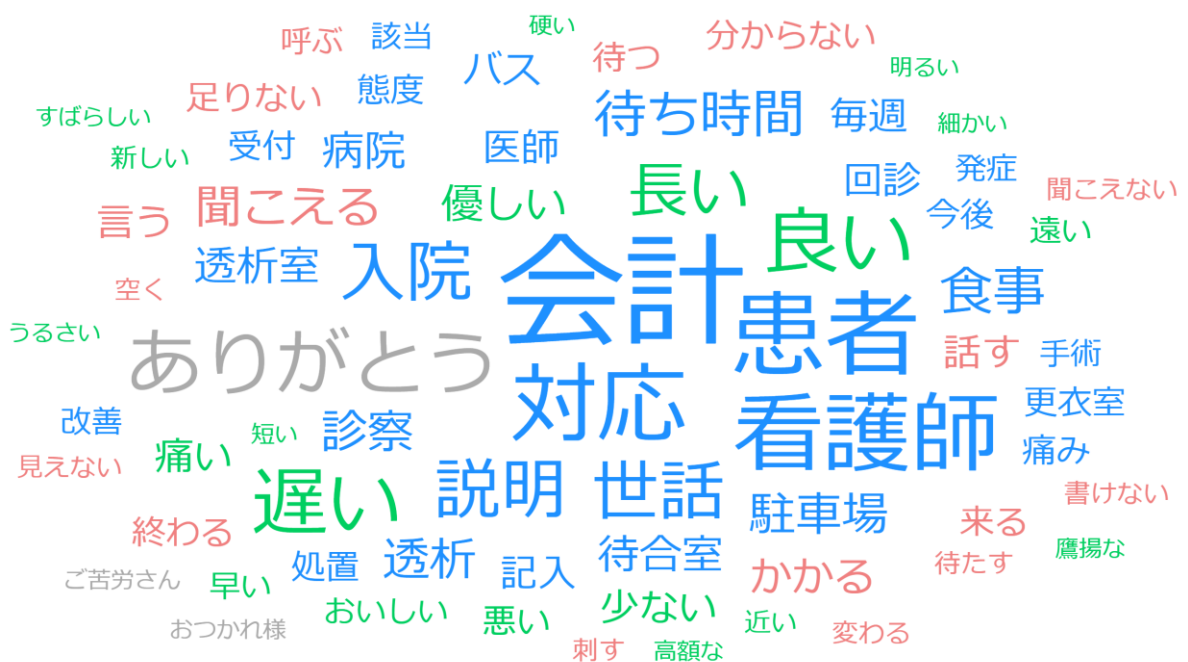 硬い
呼ぶ 該当 待つ 分からない
バス 明るい
足りない 態度
すばらしい 待ち時間 毎週 細かい
新しい 受付 病院 医師
回診 発症
言う 聞こえる 優しい 長い 聞こえない
良い 今後 遠い
透析室 入院
空く 会計 食事
うるさい ありがとう 患者 話す 手術
対応 更衣室
改善 診察 看護師
短い 痛み
見えない 痛い
遅い 説明 世話 書けない
駐車場
終わる 来る
処置 透析 記入 待合室 待たす 鷹揚な
ご苦労さん 早い かかる
おつかれ様 おいしい 悪い 少ない 近い 変わる
刺す 高額な